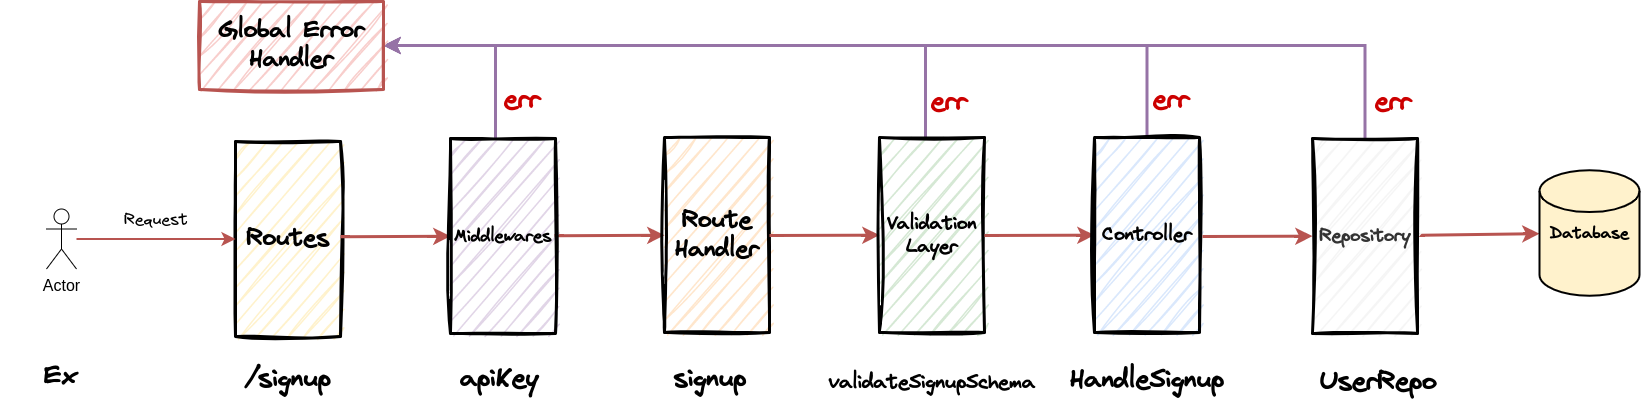 Global Error
Handler
err
err
err
err
Request
Actor
Routes
Middlewares
Route
Handler
Validation
Layer
Controller
Repository
Database
Ex
/signup
apiKey
signup
validateSignupSchema
HandleSignup
UserRepo